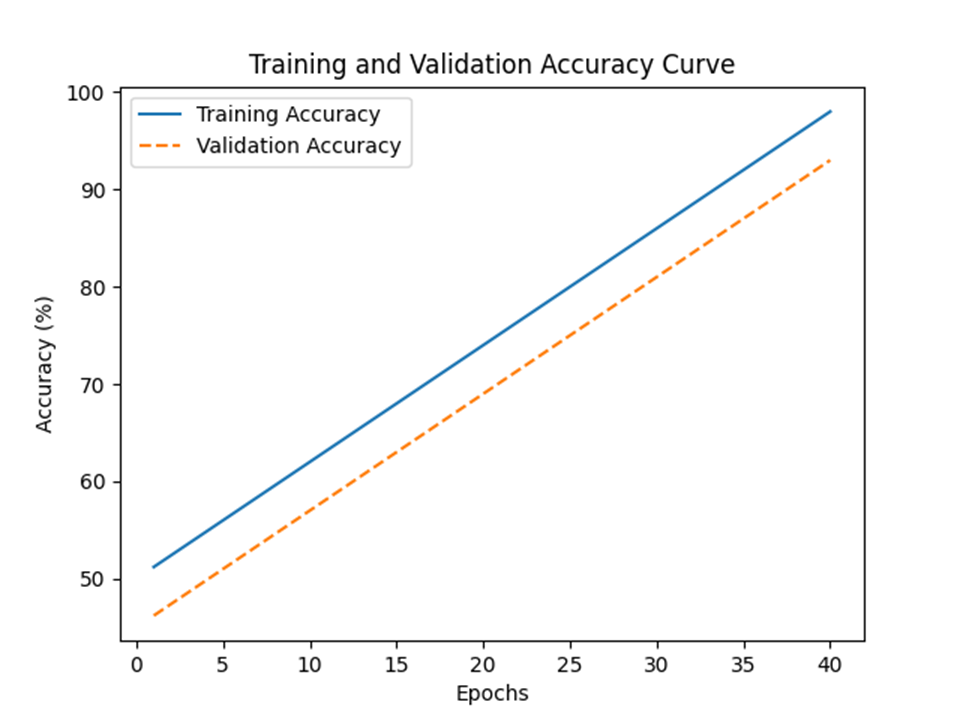 Training and Validation Accuracy Curve
Training Accuracy
Validation Accuracy
100
90
80
70
60
50
Accuracy (%)
0 5 10 15 20 25 30 35 40
Epochs